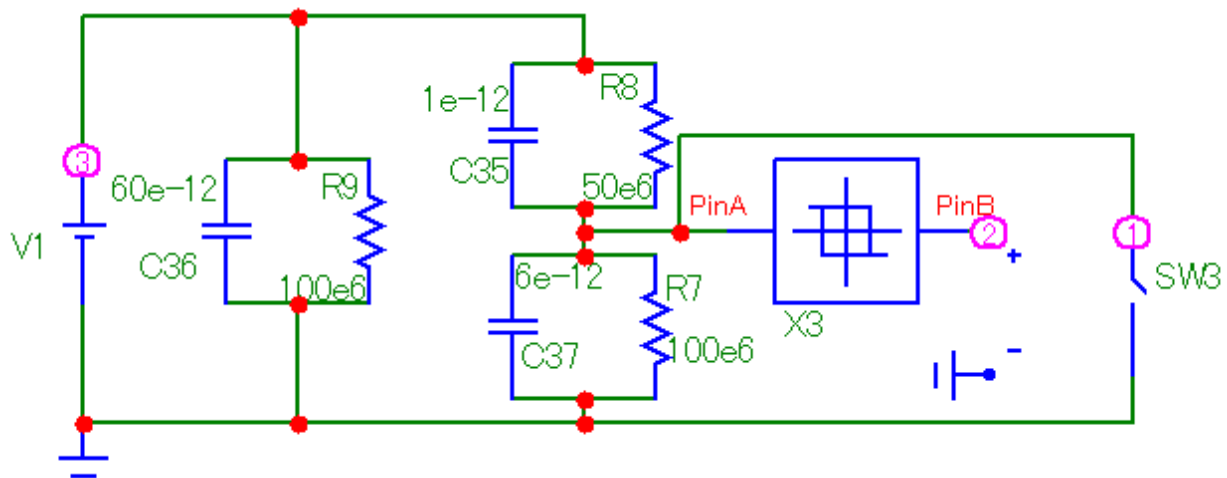 1e-12
R8
3
60e-12
R9
C35
50e6
PinA
PinB
2
1
V1
C36
100e6
6e-12
R7
+
SW3
X3
C37
100e6
-